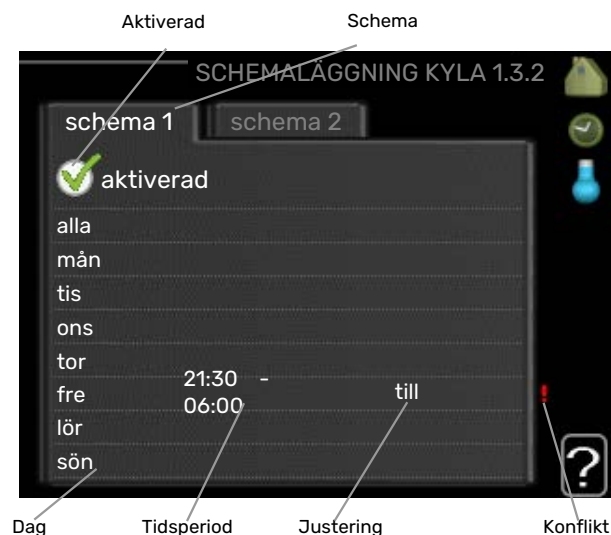 Aktiverad Schema
SCHEMALÄGGNING KYLA 1.3.2
schema 1 schema 2
aktiverad
alla
mån
tis
ons
tor
fre 21:30 - till !
06:00
lör
sön
?
Dag Tidsperiod Justering Konflikt